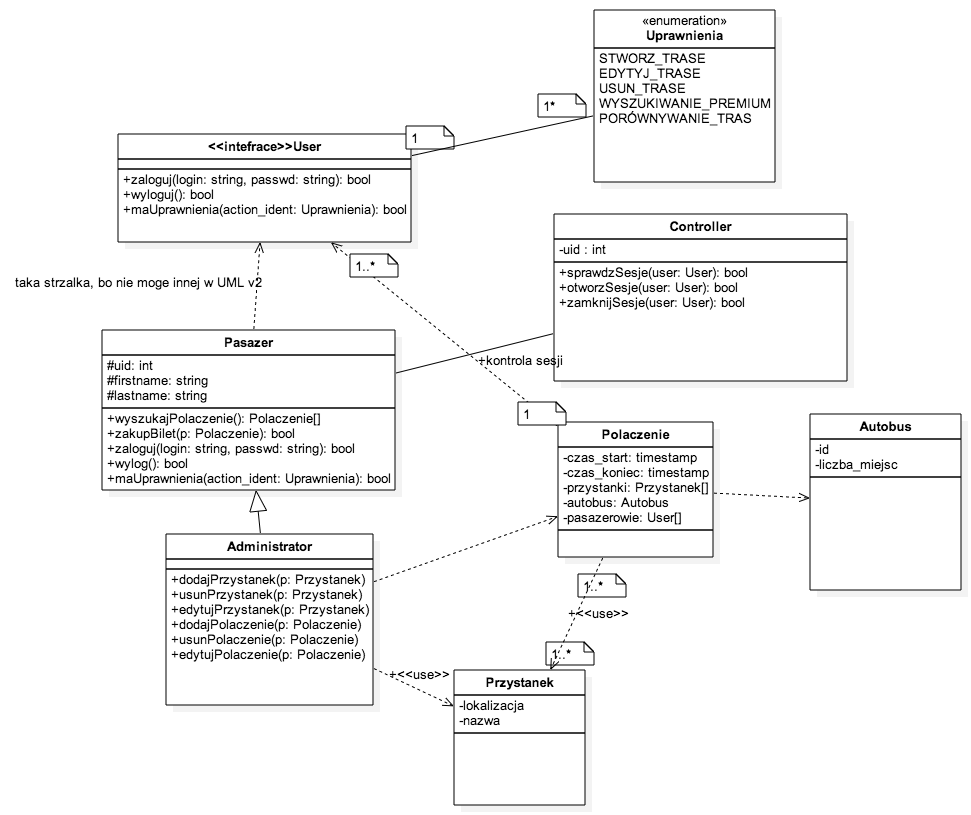 «enumeration»
Uprawnienia
STWORZ_TRASE
EDYTYJ_TRASE
USUN_TRASE
WYSZUKIWANIE_PREMIUM
PORÓWNYWANIE_TRAS
1*
1
<<intefrace>>User
+zaloguj(login: string, passwd: string): bool
+wyloguj(): bool
+maUprawnienia(action_ident: Uprawnienia): bool
Controller
-uid : int
+sprawdzSesje(user: User): bool
+otworzSesje(user: User): bool
+zamknijSesje(user: User): bool
1..*
taka strzalka, bo nie moge innej w UML v2
Pasazer
#uid: int
#firstname: string
#lastname: string
+wyszukajPolaczenie(): Polaczenie[]
+zakupBilet(p: Polaczenie): bool
+zaloguj(login: string, passwd: string): bool
+wylog(): bool
+maUprawnienia(action_ident: Uprawnienia): bool
+kontrola sesji
1
Polaczenie
-czas_start: timestamp
-czas_koniec: timestamp
-przystanki: Przystanek[]
-autobus: Autobus
-pasazerowie: User[]
Autobus
-id
-liczba_miejsc
Administrator
+dodajPrzystanek(p: Przystanek)
+usunPrzystanek(p: Przystanek)
+edytujPrzystanek(p: Przystanek)
+dodajPolaczenie(p: Polaczenie)
+usunPolaczenie(p: Polaczenie)
+edytujPolaczenie(p: Polaczenie)
1..*
+<<use>>
1..*
+<<use>>
Przystanek
-lokalizacja
-nazwa